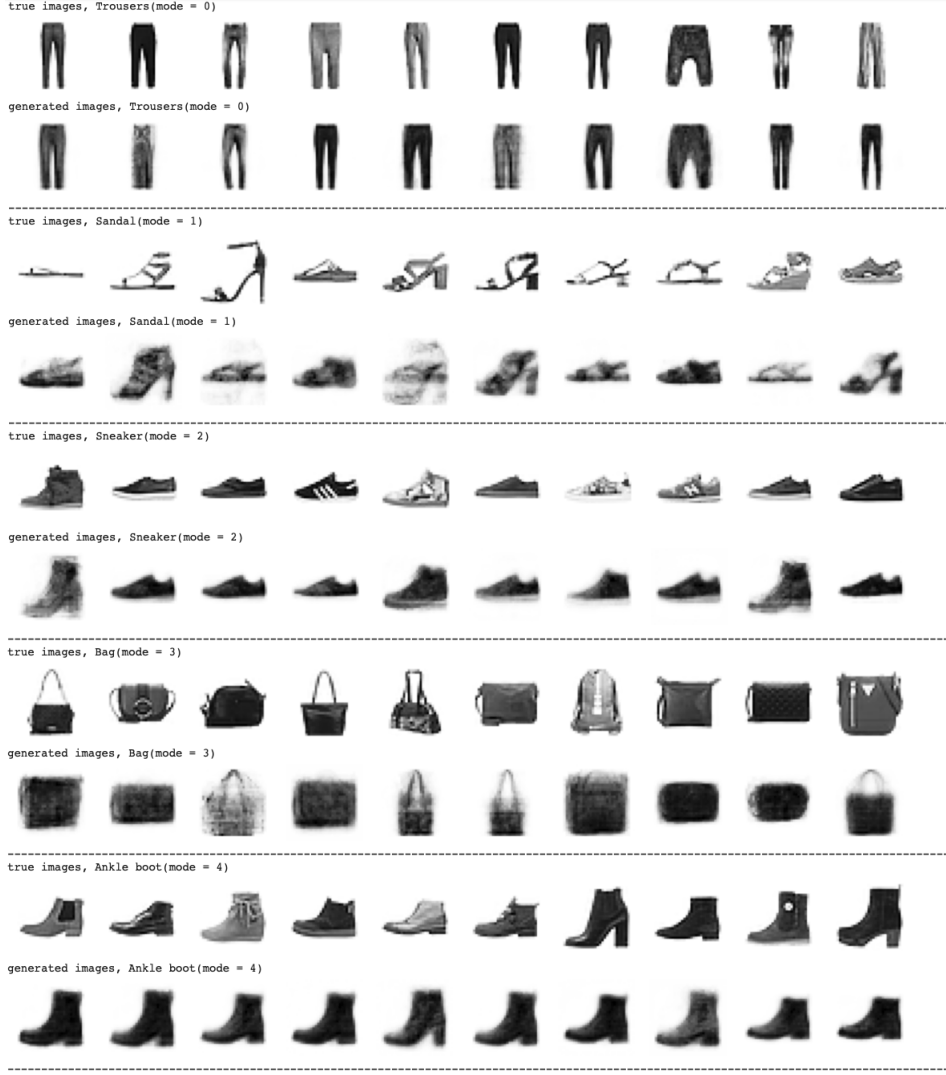 true images, Trousers(mode = 0)
generated images, Trousers(mode = 0)
true images, Sandal(mode = 1)
generated images, Sandal(mode = 1)
true images, Sneaker(mode = 2)
generated images, Sneaker(mode = 2)
true images, Bag(mode = 3)
generated images, Bag(mode = 3)
true images, Ankle boot(mode = 4)
generated images, Ankle boot(mode = 4)